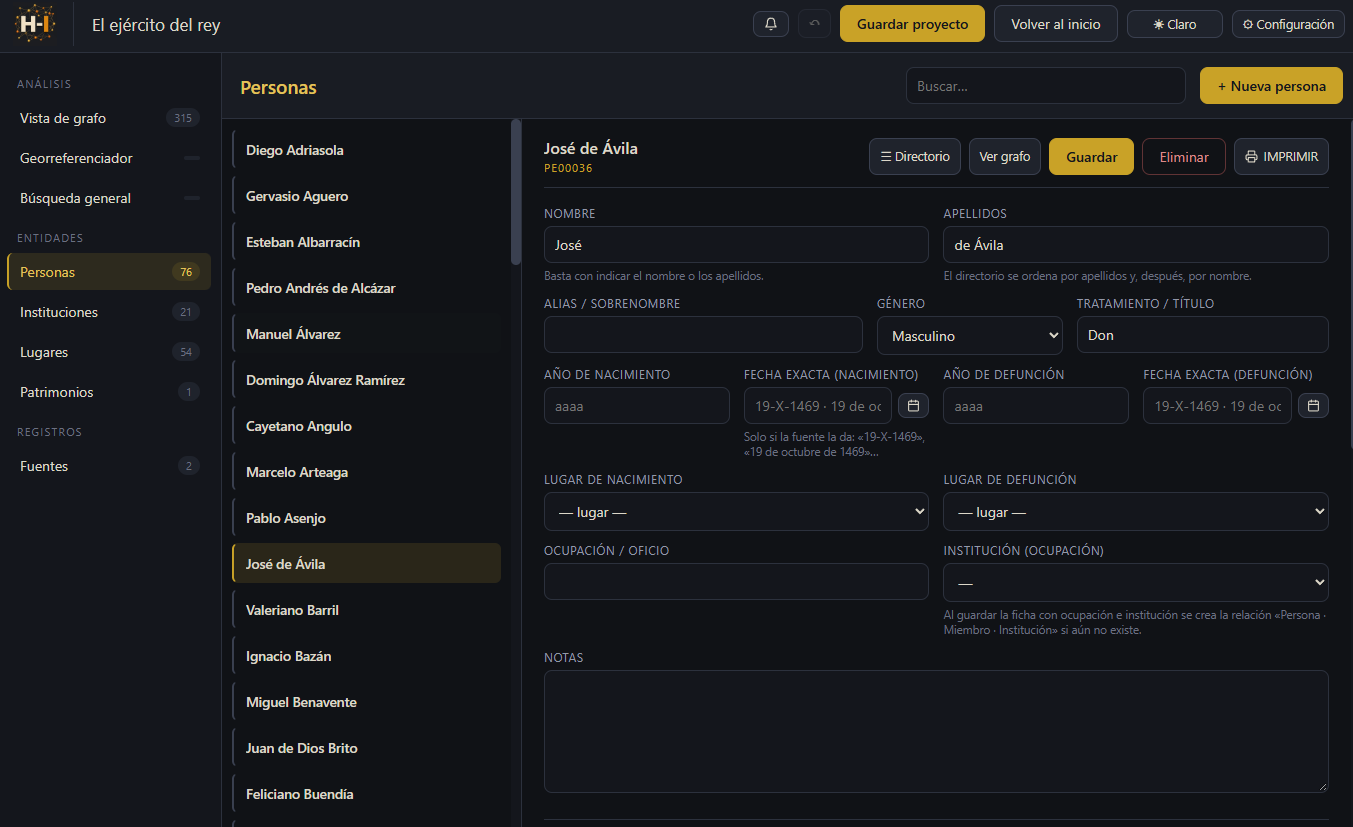 H-I
El ejército del rey
Guardar proyecto
Volver al inicio
☀ Claro
⚙ Configuración
ANÁLISIS
Vista de grafo 315
Georreferenciador
Búsqueda general
ENTIDADES
Personas 76
Instituciones 21
Lugares 54
Patrimonios 1
REGISTROS
Fuentes 2
Personas
Buscar...
+ Nueva persona
Diego Adriasola
Gervasio Aguero
Esteban Albarracín
Pedro Andrés de Alcázar
Manuel Álvarez
Domingo Álvarez Ramírez
Cayetano Angulo
Marcelo Arteaga
Pablo Asenjo
José de Ávila
Valeriano Barril
Ignacio Bazán
Miguel Benavente
Juan de Dios Brito
Feliciano Buendía
José de Ávila
PE00036
☰ Directorio
Ver grafo
Guardar
Eliminar
IMPRIMIR
NOMBRE
José
Basta con indicar el nombre o los apellidos.
APELLIDOS
de Ávila
El directorio se ordena por apellidos y, después, por nombre.
ALIAS / SOBRENOMBRE
GÉNERO
Masculino
TRATAMIENTO / TÍTULO
Don
AÑO DE NACIMIENTO
aaaa
FECHA EXACTA (NACIMIENTO)
19-X-1469 · 19 de oc
Solo si la fuente la da: «19-X-1469»,
«19 de octubre de 1469»...
AÑO DE DEFUNCIÓN
aaaa
FECHA EXACTA (DEFUNCIÓN)
19-X-1469 · 19 de oc
LUGAR DE NACIMIENTO
— lugar —
LUGAR DE DEFUNCIÓN
— lugar —
OCUPACIÓN / OFICIO
INSTITUCIÓN (OCUPACIÓN)
—
Al guardar la ficha con ocupación e institución se crea la relación «Persona ·
Miembro · Institución» si aún no existe.
NOTAS